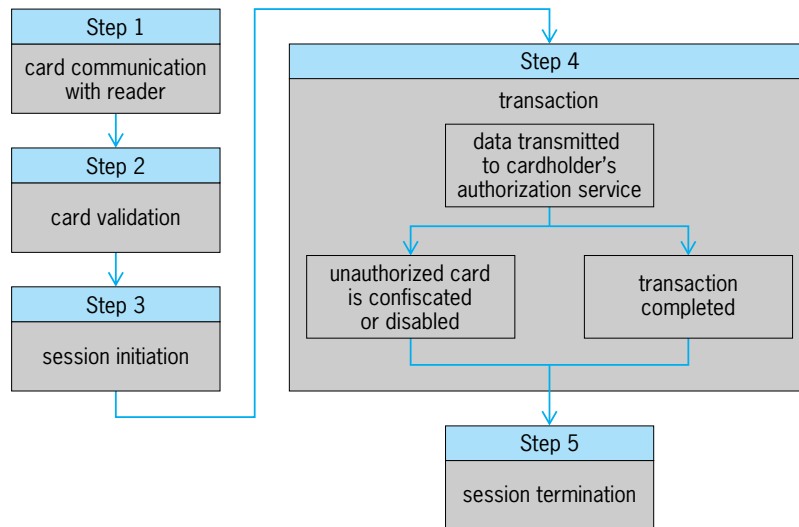 Step 1
card communication
with reader
Step 2
card validation
Step 3
session initiation
Step 4
transaction
data transmitted
to cardholder’s
authorization service
unauthorized card
is confiscated
or disabled
transaction
completed
Step 5
session termination